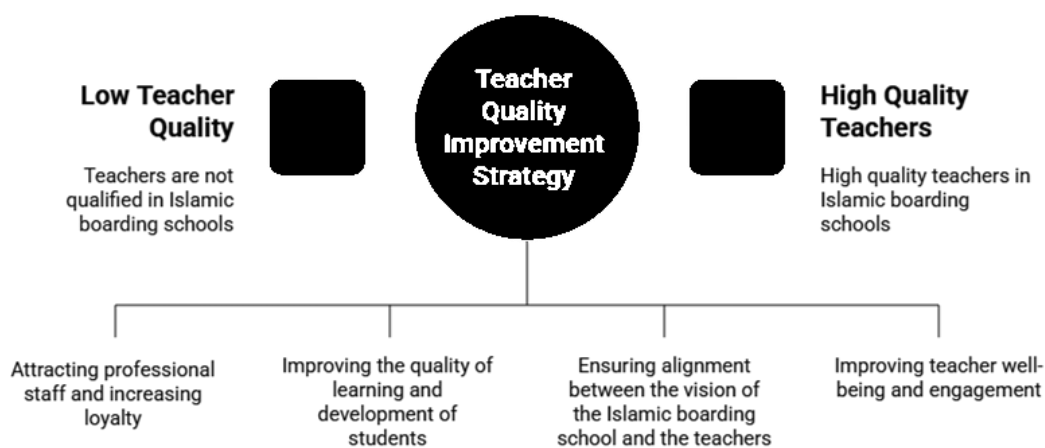 Low Teacher
Quality
Teachers are not
qualified in Islamic
boarding schools
Teacher
Quality
Improvement
Strategy
High Quality
Teachers
High quality teachers in
Islamic boarding
schools
Attracting professional
staff and increasing
loyalty
Improving the quality of
learning and
development of
students
Ensuring alignment
between the vision of
the Islamic boarding
school and the teachers
Improving teacher well-
being and engagement